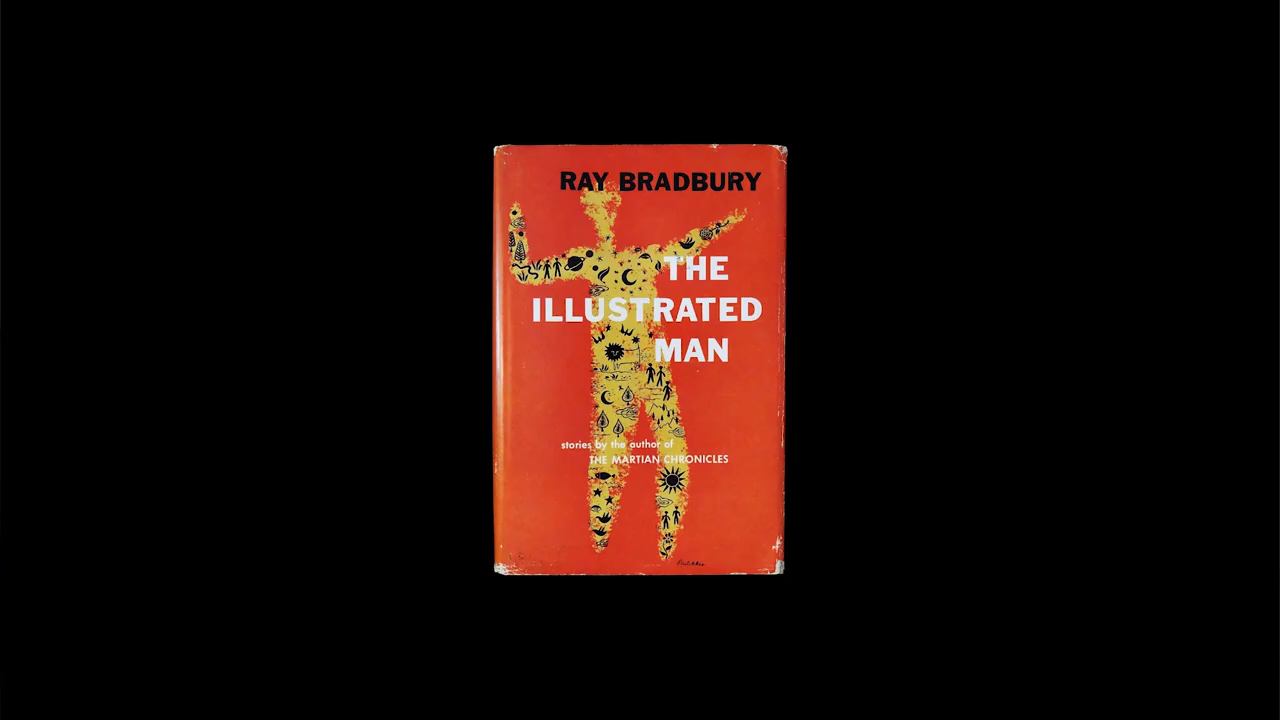 RAY BRADBURY
THE
ILLUSTRATED
MAN
stories by the author of
THE MARTIAN CHRONICLES